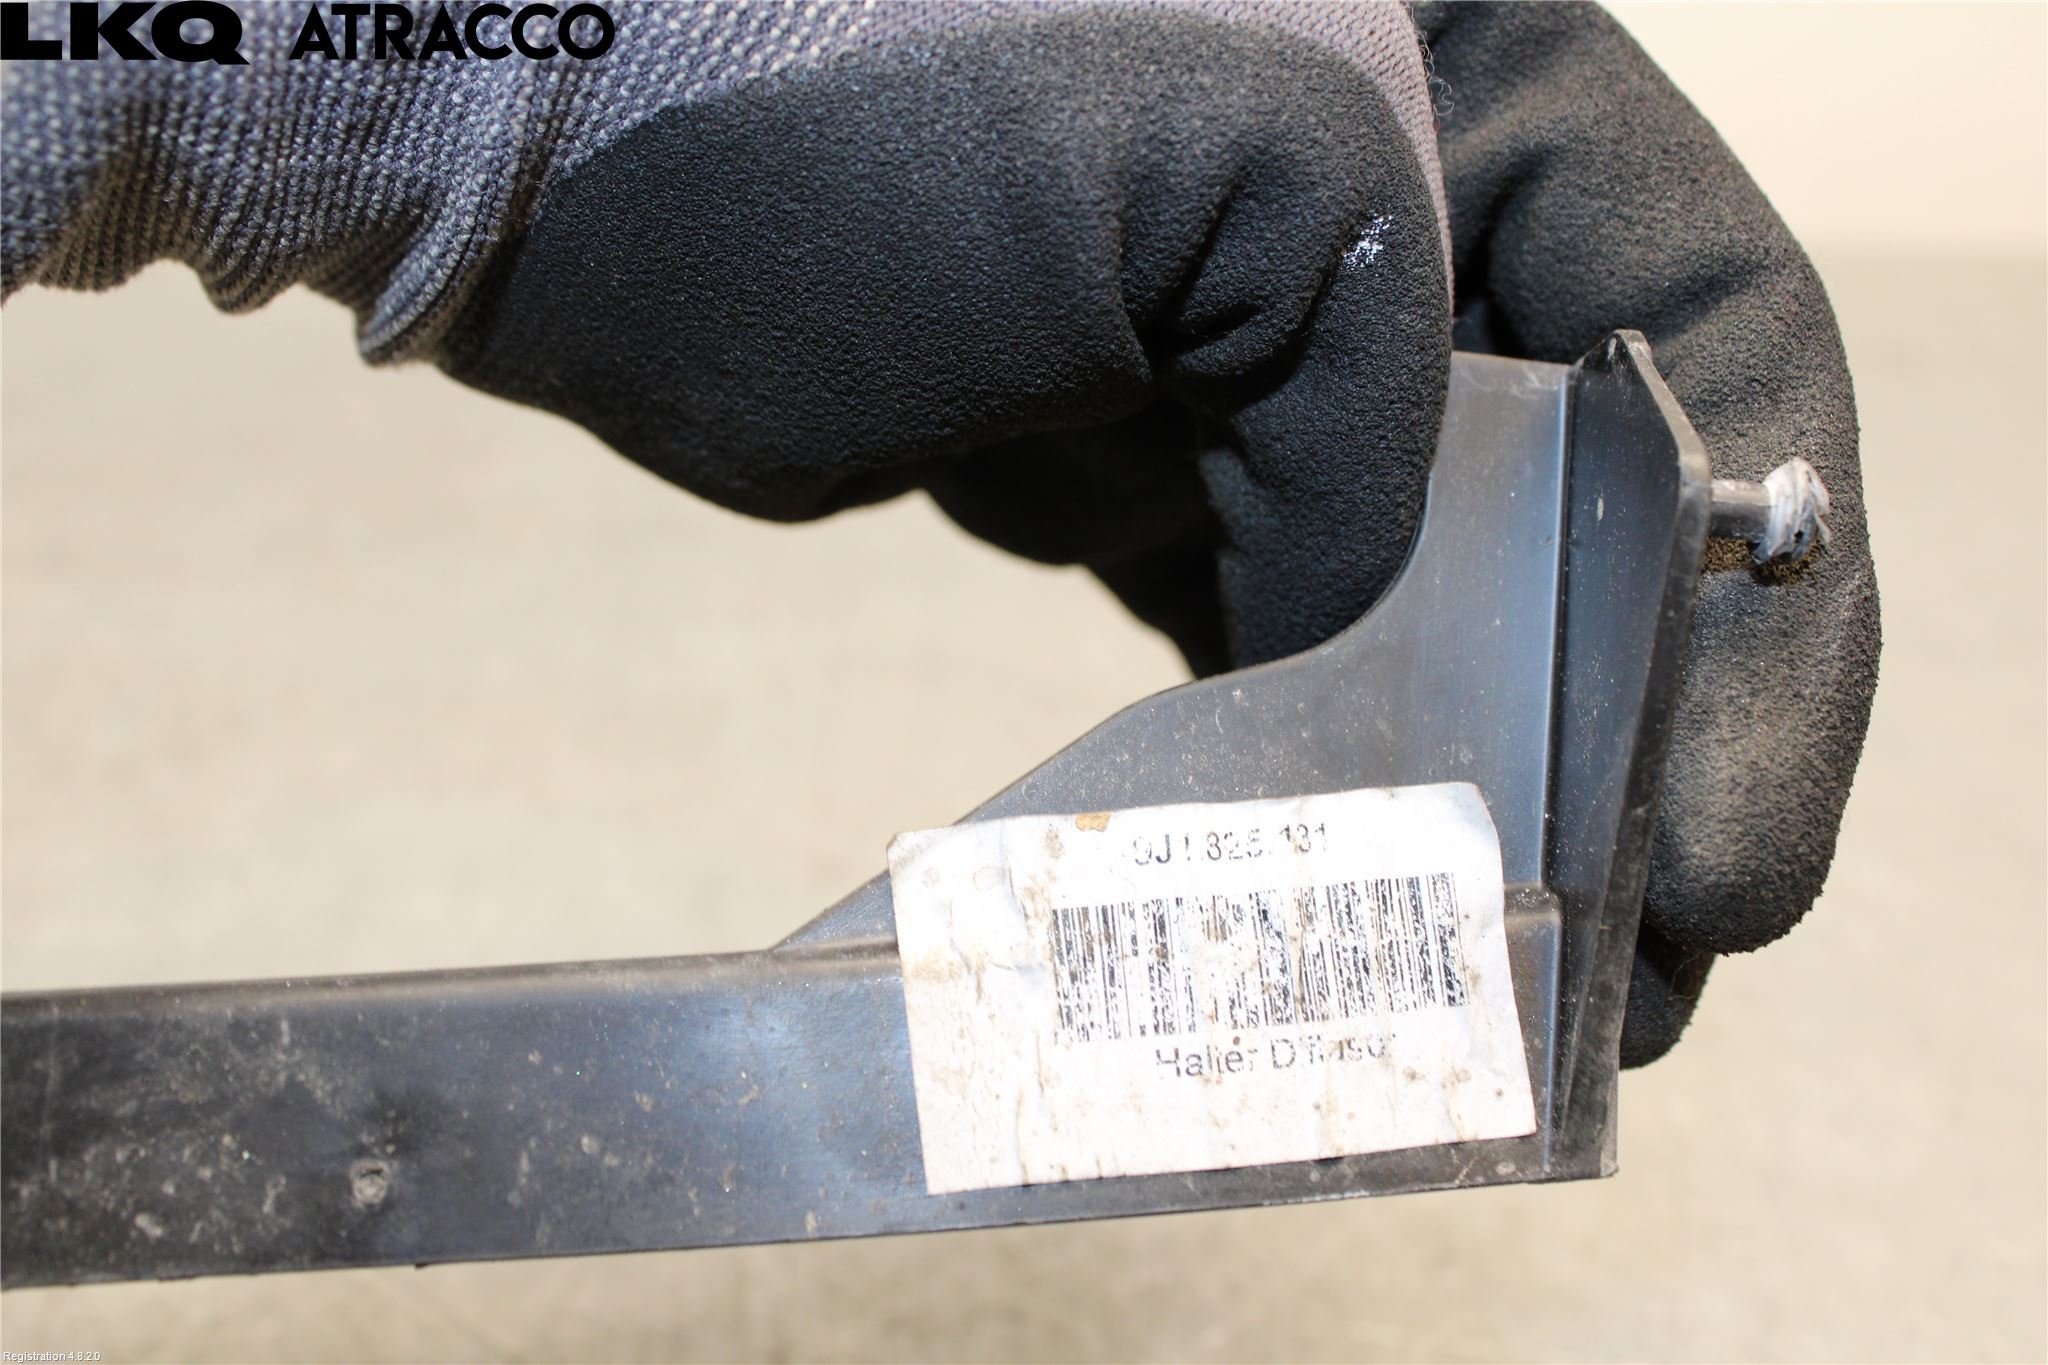 LKQ ATRACCO
9J1.825.131
Halter Diffusor
Registration 4.8.2.0